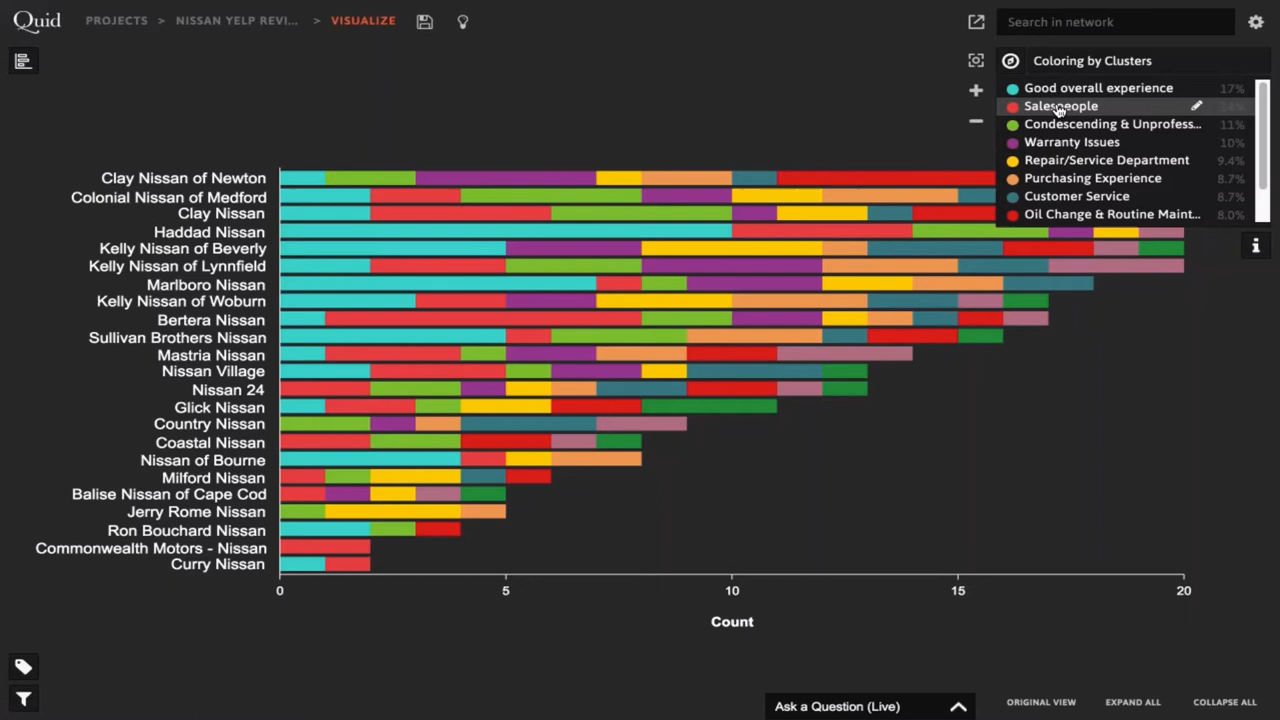 Quid
PROJECTS > NISSAN YELP REVI... > VISUALIZE
Search in network
Coloring by Clusters
Good overall experience 17%
Salespeople
Condescending & Unprofess... 11%
Warranty Issues 10%
Repair/Service Department 9.4%
Purchasing Experience 8.7%
Customer Service 8.7%
Oil Change & Routine Maint... 8.0%
Clay Nissan of Newton
Colonial Nissan of Medford
Clay Nissan
Haddad Nissan
Kelly Nissan of Beverly
Kelly Nissan of Lynnfield
Marlboro Nissan
Kelly Nissan of Woburn
Bertera Nissan
Sullivan Brothers Nissan
Mastria Nissan
Nissan Village
Nissan 24
Glick Nissan
Country Nissan
Coastal Nissan
Nissan of Bourne
Milford Nissan
Balise Nissan of Cape Cod
Jerry Rome Nissan
Ron Bouchard Nissan
Commonwealth Motors - Nissan
Curry Nissan
0 5 10 15 20
Count
Ask a Question (Live)
ORIGINAL VIEW EXPAND ALL COLLAPSE ALL